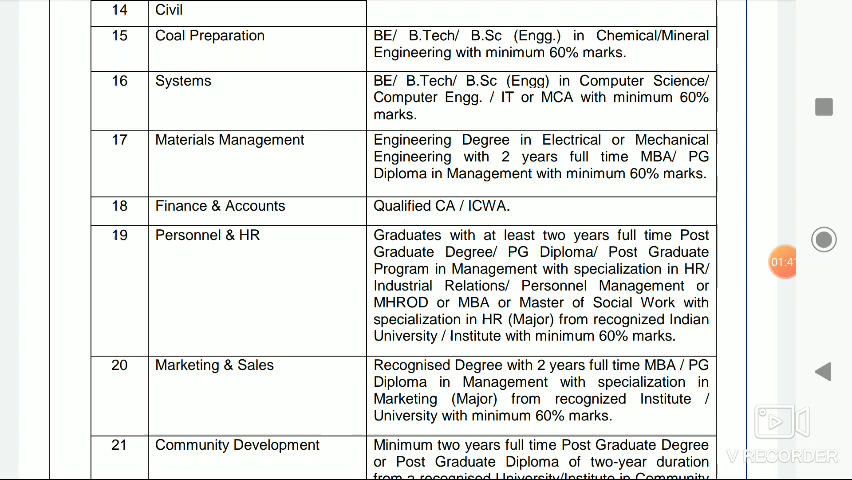 14 Civil
15 Coal Preparation BE/ B.Tech/ B.Sc (Engg.) in Chemical/Mineral
Engineering with minimum 60% marks.
16 Systems BE/ B.Tech/ B.Sc (Engg) in Computer Science/
Computer Engg. / IT or MCA with minimum 60%
marks.
17 Materials Management Engineering Degree in Electrical or Mechanical
Engineering with 2 years full time MBA/ PG
Diploma in Management with minimum 60% marks.
18 Finance & Accounts Qualified CA / ICWA.
19 Personnel & HR Graduates with at least two years full time Post
Graduate Degree/ PG Diploma/ Post Graduate
Program in Management with specialization in HR/
Industrial Relations/ Personnel Management or
MHROD or MBA or Master of Social Work with
specialization in HR (Major) from recognized Indian
University / Institute with minimum 60% marks.
20 Marketing & Sales Recognised Degree with 2 years full time MBA / PG
Diploma in Management with specialization in
Marketing (Major) from recognized Institute /
University with minimum 60% marks.
21 Community Development Minimum two years full time Post Graduate Degree
or Post Graduate Diploma of two-year duration
from a recognised University/Institute in Community
01:41
V RECORDER